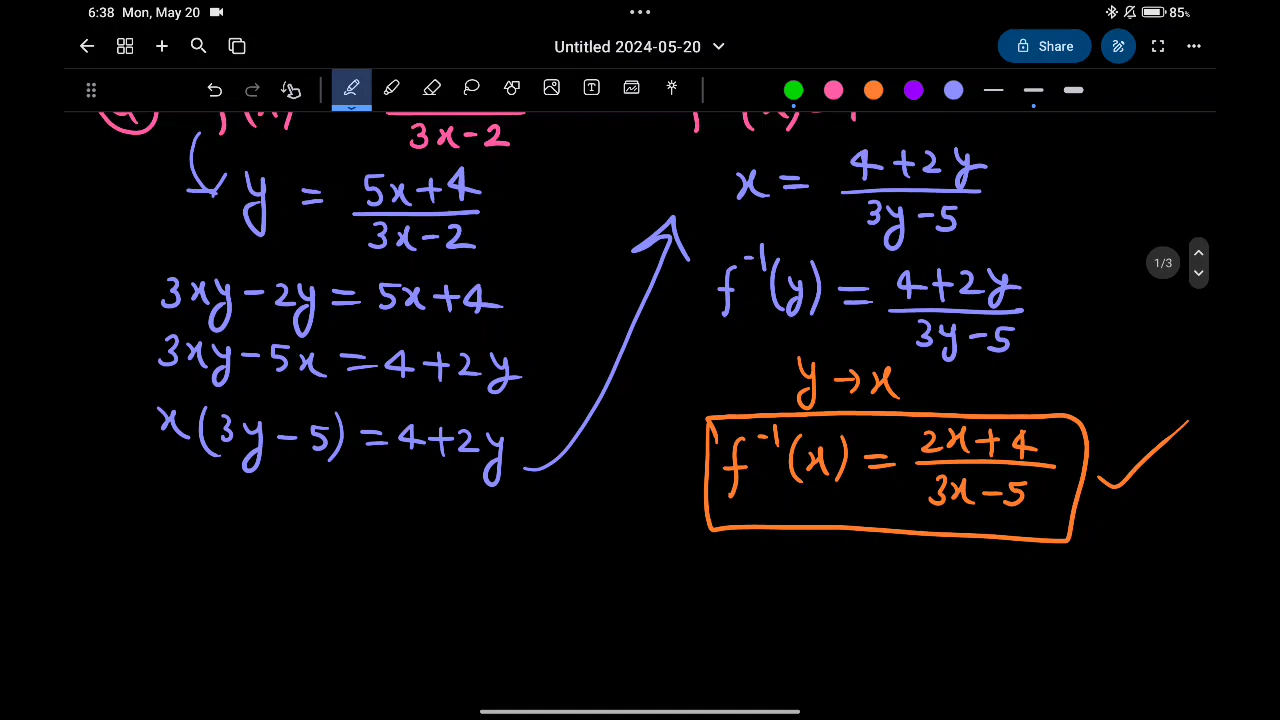 6:38 Mon, May 20
85%
Untitled 2024-05-20
Share
3x-2
y = (5x+4)/(3x-2)
3xy-2y=5x+4
3xy-5x=4+2y
x(3y-5)=4+2y
x = (4+2y)/(3y-5)
f⁻¹(y) = (4+2y)/(3y-5)
y→x
f⁻¹(x) = (2x+4)/(3x-5)
1/3